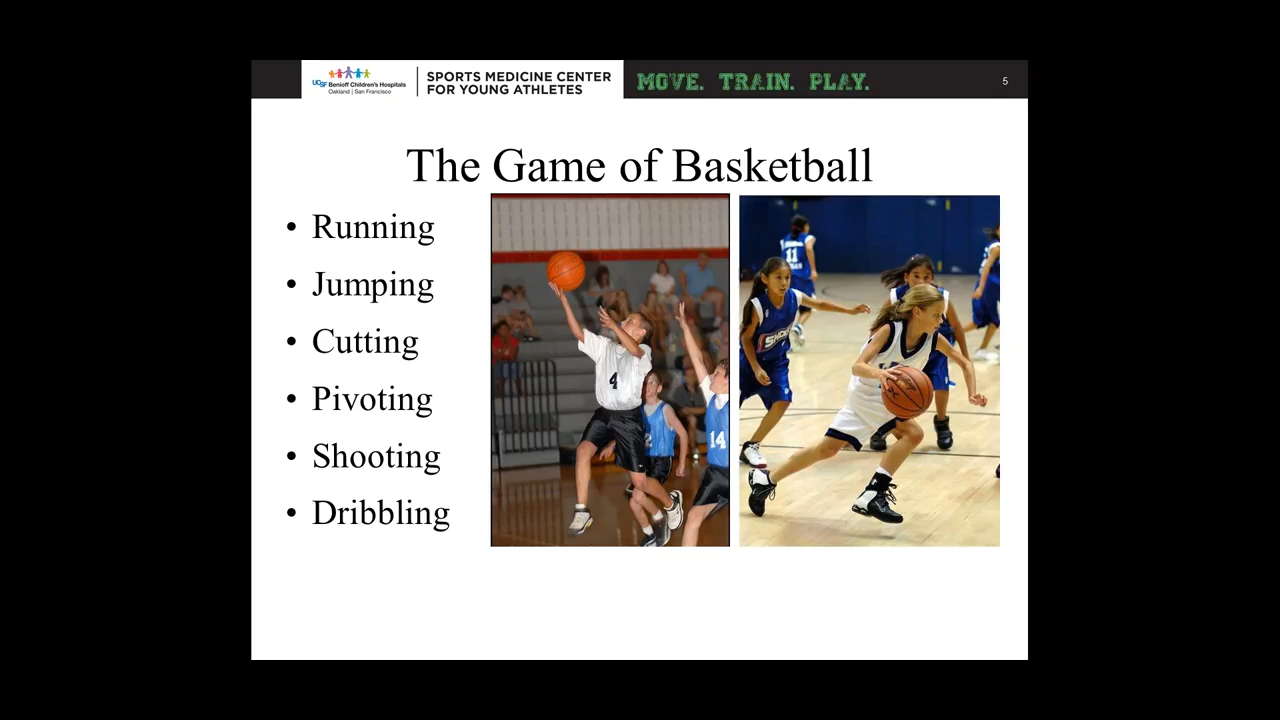 UCSF Benioff Children's Hospitals
Oakland | San Francisco
SPORTS MEDICINE CENTER
FOR YOUNG ATHLETES
MOVE. TRAIN. PLAY.
5
The Game of Basketball
• Running
• Jumping
• Cutting
• Pivoting
• Shooting
• Dribbling
4
14
11